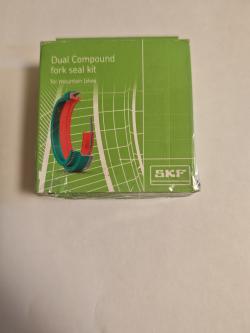 Dual Compound
fork seal kit
for mountain bikes
SKF